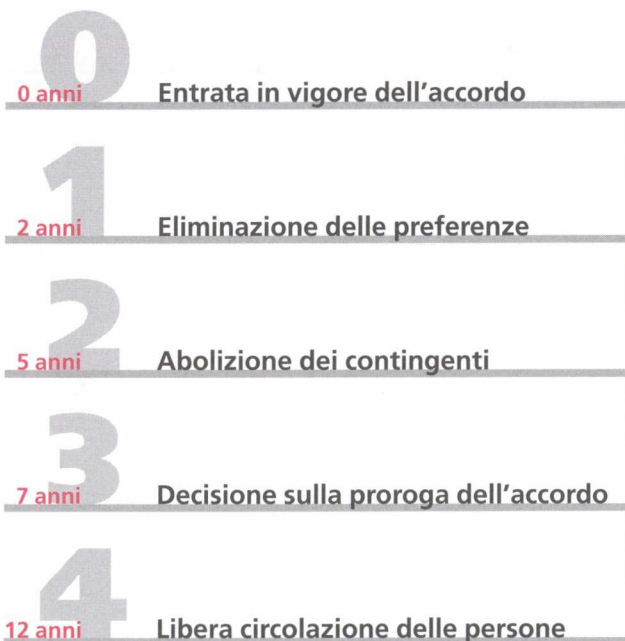 0
0 anni Entrata in vigore dell'accordo
1
2 anni Eliminazione delle preferenze
2
5 anni Abolizione dei contingenti
3
7 anni Decisione sulla proroga dell'accordo
4
12 anni Libera circolazione delle persone